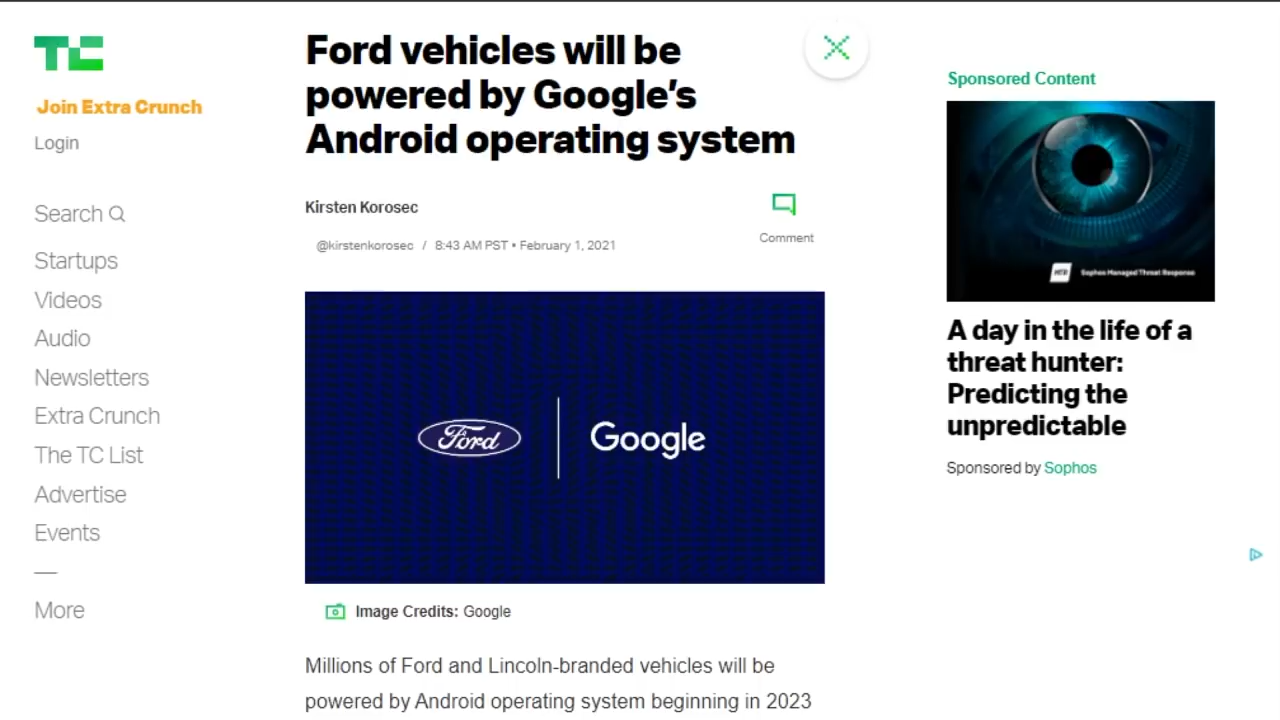 TC
Join Extra Crunch
Login
Search
Startups
Videos
Audio
Newsletters
Extra Crunch
The TC List
Advertise
Events
—
More
Ford vehicles will be
powered by Google's
Android operating system
Kirsten Korosec
Comment
@kirstenkorosec / 8:43 AM PST • February 1, 2021
Ford
Google
Image Credits: Google
Millions of Ford and Lincoln-branded vehicles will be
powered by Android operating system beginning in 2023
Sponsored Content
MTR
Sophos Managed Threat Response
A day in the life of a
threat hunter:
Predicting the
unpredictable
Sponsored by Sophos